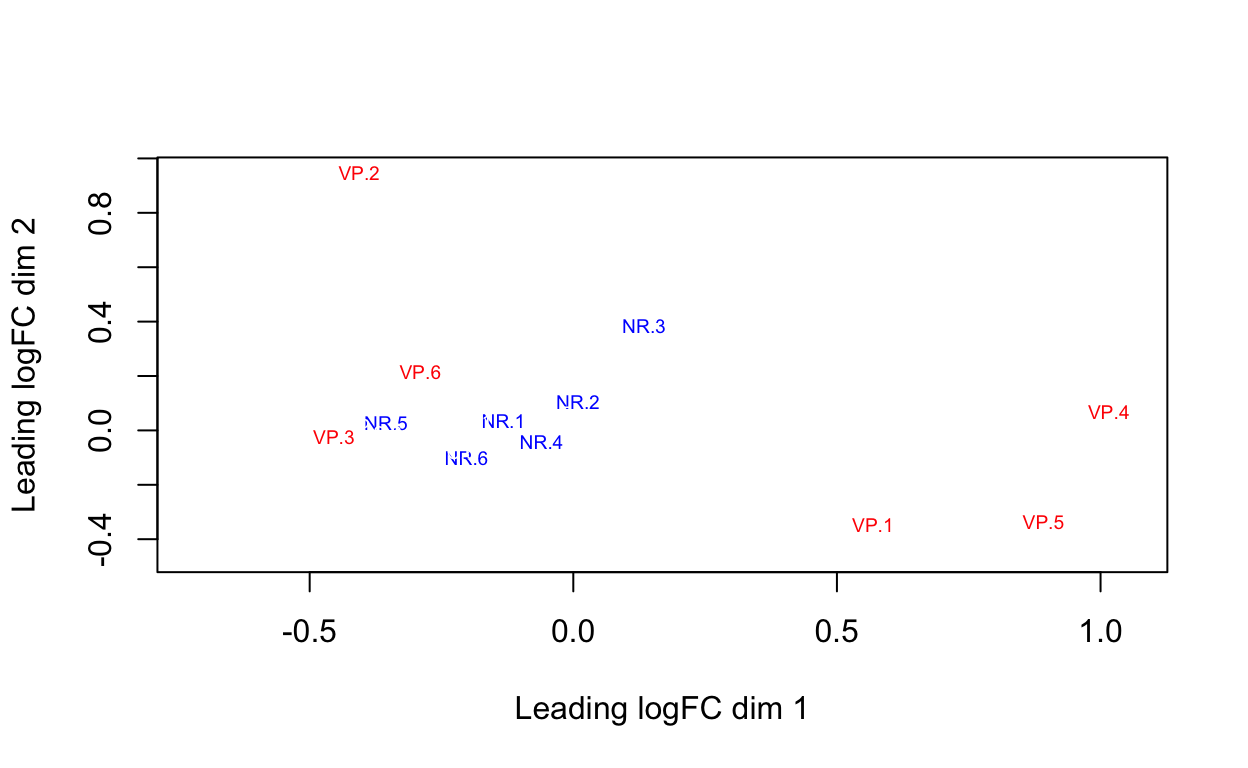 VP.2
0.8
NR.3
0.4
VP.6
NR.2
VP.4
NR.5
NR.1
0.0
VP.3
NR.4
NR.6
VP.5
VP.1
-0.4
Leading logFC dim 2
-0.5
0.0
0.5
1.0
Leading logFC dim 1